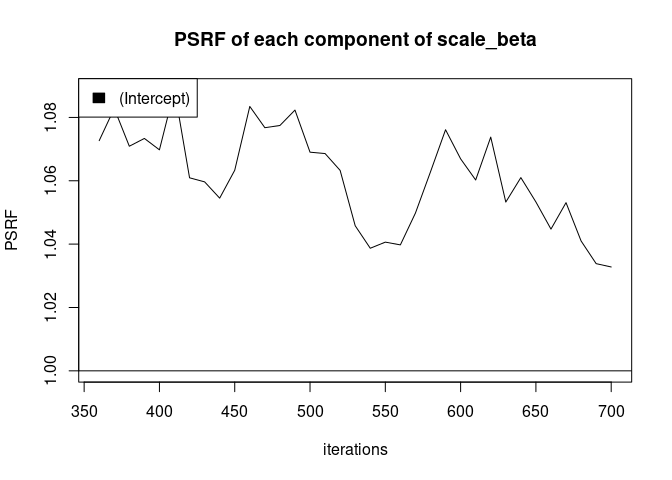 PSRF of each component of scale_beta
(Intercept)
PSRF
1.08
1.06
1.04
1.02
1.00
350 400 450 500 550 600 650 700
iterations